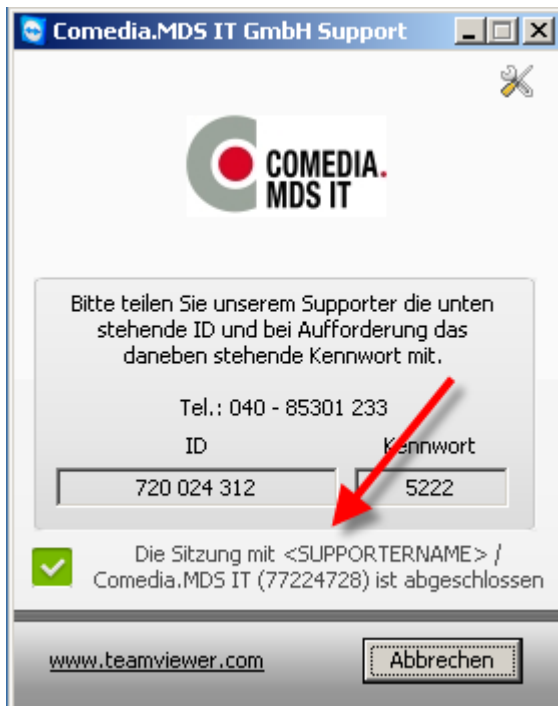 Comedia.MDS IT GmbH Support
COMEDIA.
MDS IT
Bitte teilen Sie unserem Supporter die unten
stehende ID und bei Aufforderung das
daneben stehende Kennwort mit.
Tel.: 040 - 85301 233
ID Kennwort
720 024 312 5222
Die Sitzung mit <SUPPORTERNAME> /
Comedia.MDS IT (77224728) ist abgeschlossen
www.teamviewer.com Abbrechen